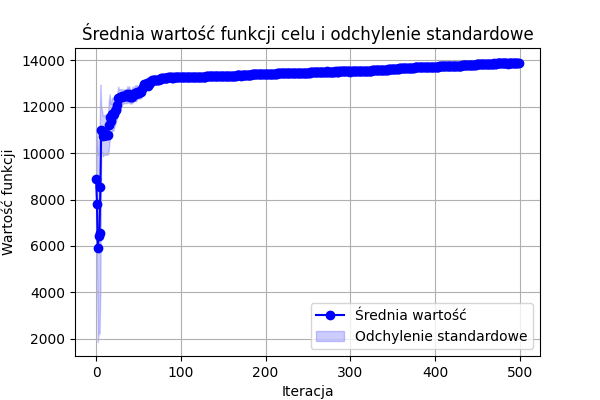 Średnia wartość funkcji celu i odchylenie standardowe
14000
12000
10000
8000
6000
4000
2000
Wartość funkcji
0 100 200 300 400 500
Iteracja
Średnia wartość
Odchylenie standardowe